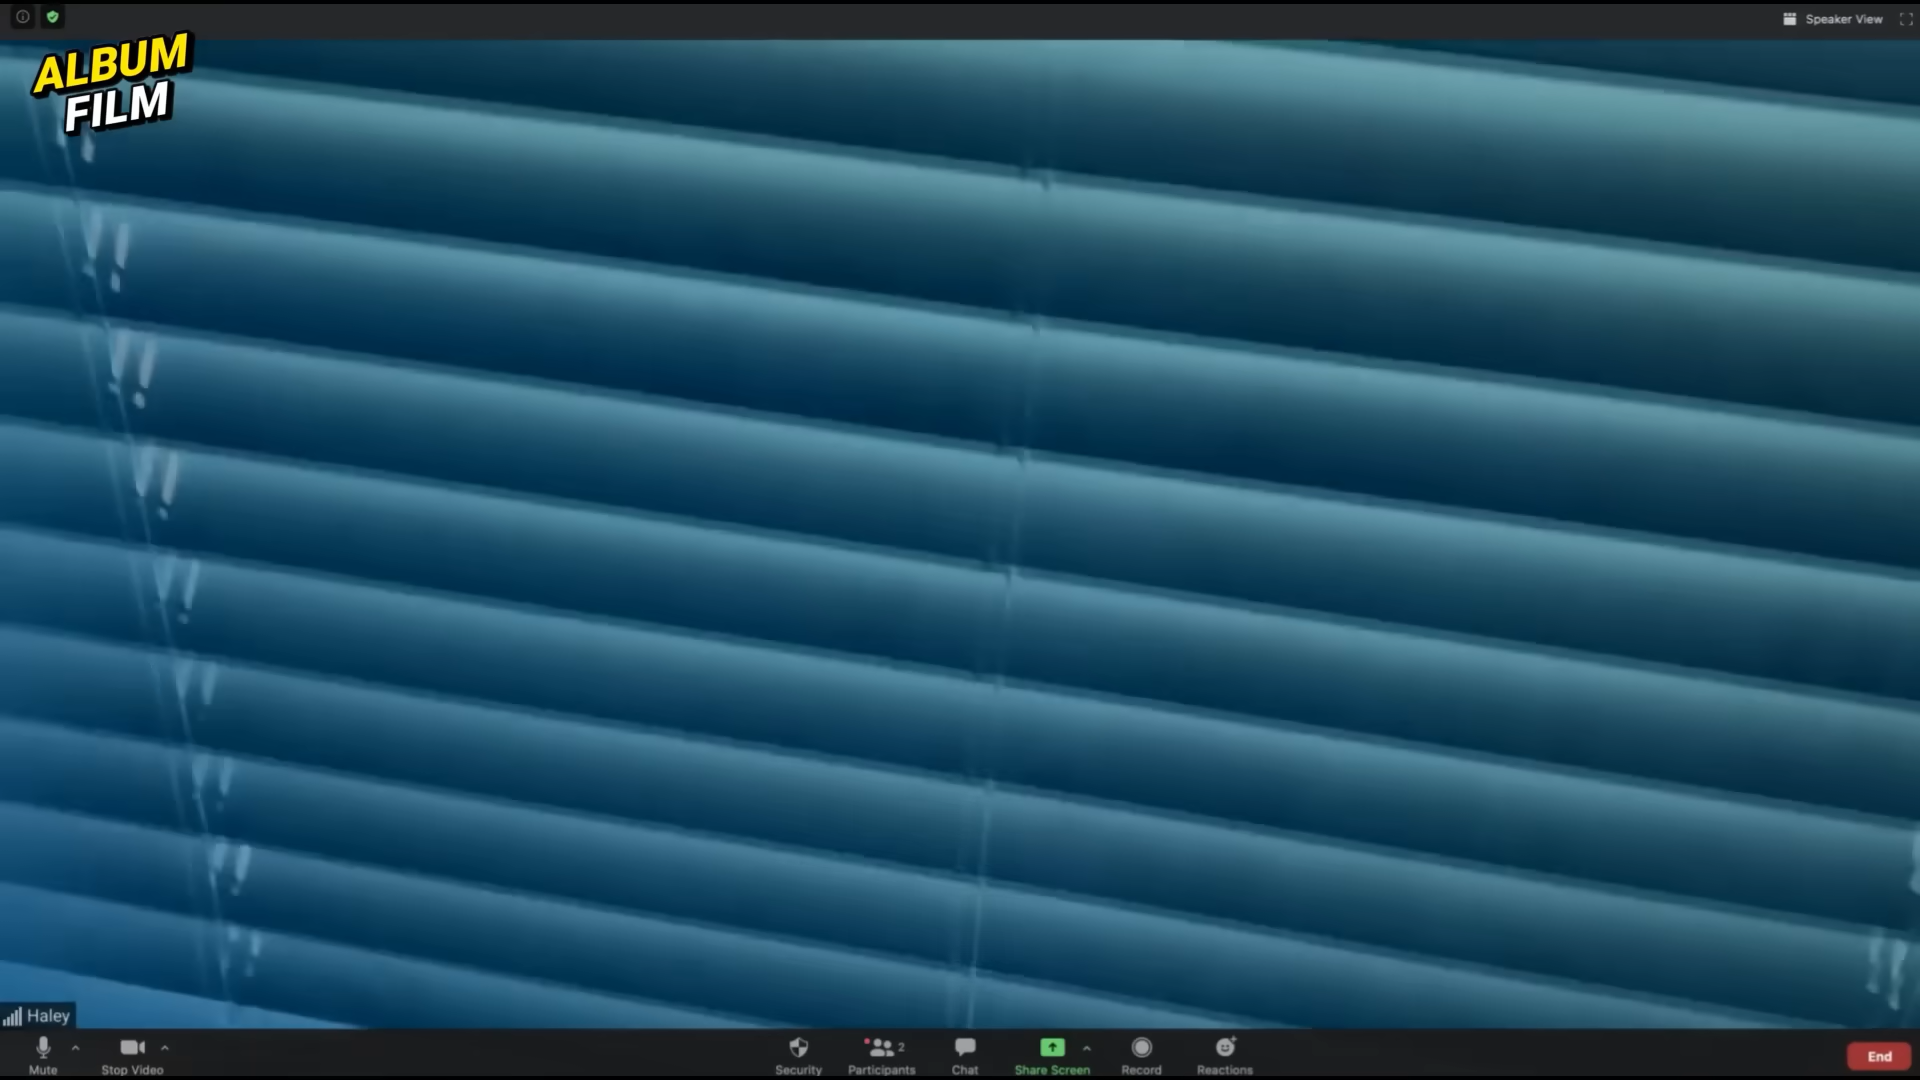 Speaker View
ALBUM
FILM
Haley
Mute
Stop Video
Security
2
Participants
Chat
Share Screen
Record
Reactions
End